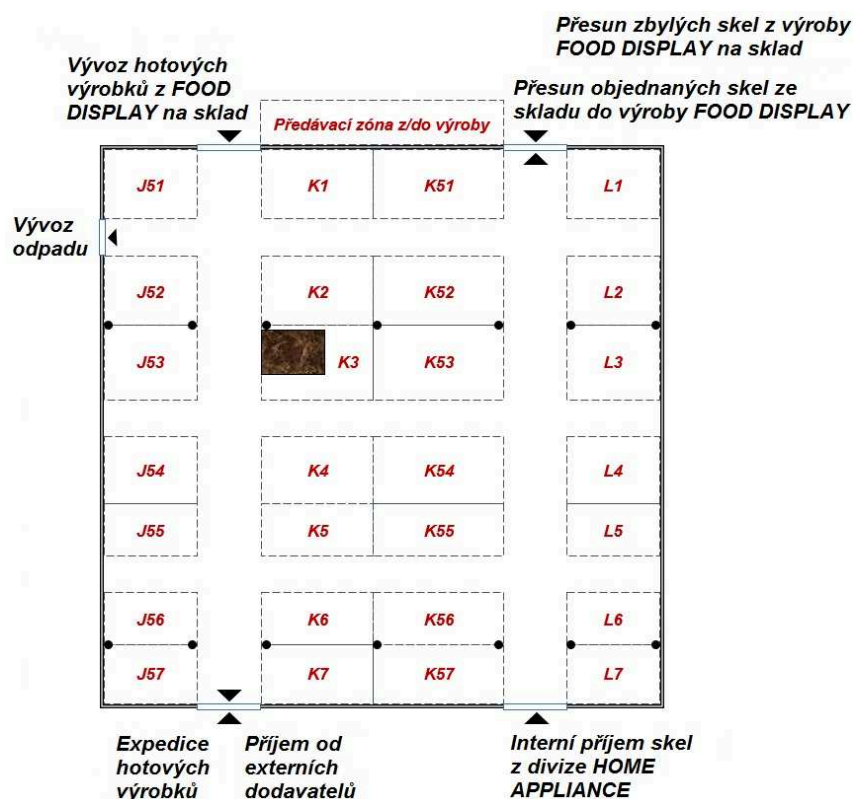 Přesun zbylých skel z výroby
FOOD DISPLAY na sklad
Vývoz hotových
výrobků z FOOD
DISPLAY na sklad
Přesun objednaných skel ze
skladu do výroby FOOD DISPLAY
Předávací zóna z/do výroby
J51 K1 K51 L1
Vývoz
odpadu
J52 K2 K52 L2
J53 K3 K53 L3
J54 K4 K54 L4
J55 K5 K55 L5
J56 K6 K56 L6
J57 K7 K57 L7
Expedice
hotových
výrobků
Příjem od
externích
dodavatelů
Interní příjem skel
z divize HOME
APPLIANCE